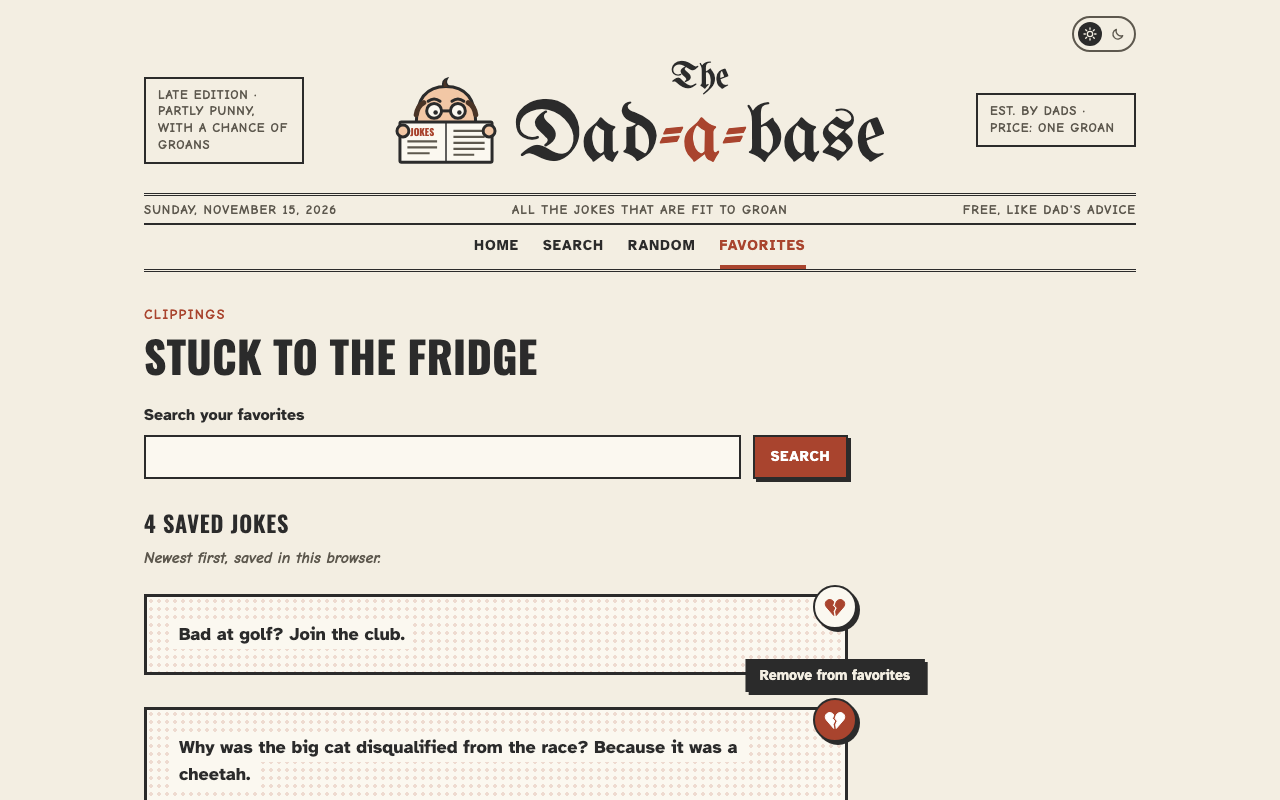 LATE EDITION ·
PARTLY PUNNY,
WITH A CHANCE OF
GROANS
JOKES
The
Dad-a-base
EST. BY DADS ·
PRICE: ONE GROAN
SUNDAY, NOVEMBER 15, 2026
ALL THE JOKES THAT ARE FIT TO GROAN
FREE, LIKE DAD'S ADVICE
HOME
SEARCH
RANDOM
FAVORITES
CLIPPINGS
STUCK TO THE FRIDGE
Search your favorites
SEARCH
4 SAVED JOKES
Newest first, saved in this browser.
Bad at golf? Join the club.
Remove from favorites
Why was the big cat disqualified from the race? Because it was a
cheetah.